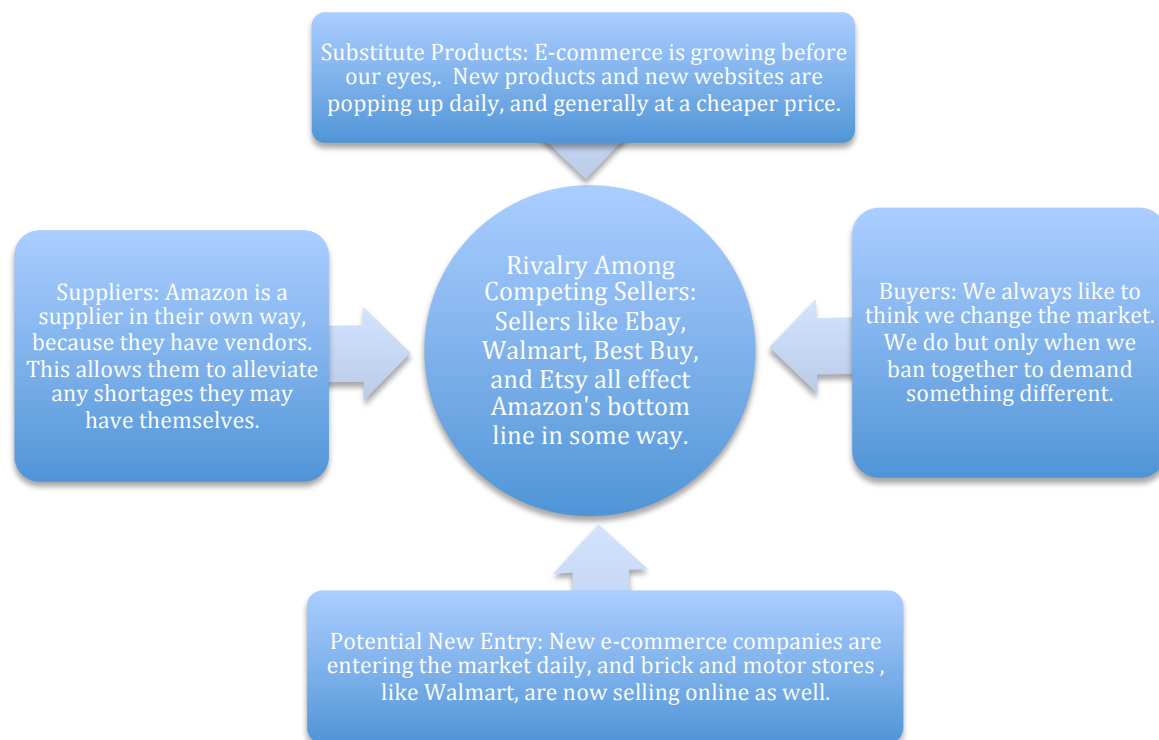 Substitute Products: E-commerce is growing before
our eyes,.  New products and new websites are
popping up daily, and generally at a cheaper price.
Suppliers: Amazon is a
supplier in their own way,
because they have vendors.
This allows them to alleviate
any shortages they may
have themselves.
Rivalry Among
Competing Sellers:
Sellers like Ebay,
Walmart, Best Buy,
and Etsy all effect
Amazon's bottom
line in some way.
Buyers: We always like to
think we change the market.
We do but only when we
ban together to demand
something different.
Potential New Entry: New e-commerce companies are
entering the market daily, and brick and motor stores ,
like Walmart, are now selling online as well.